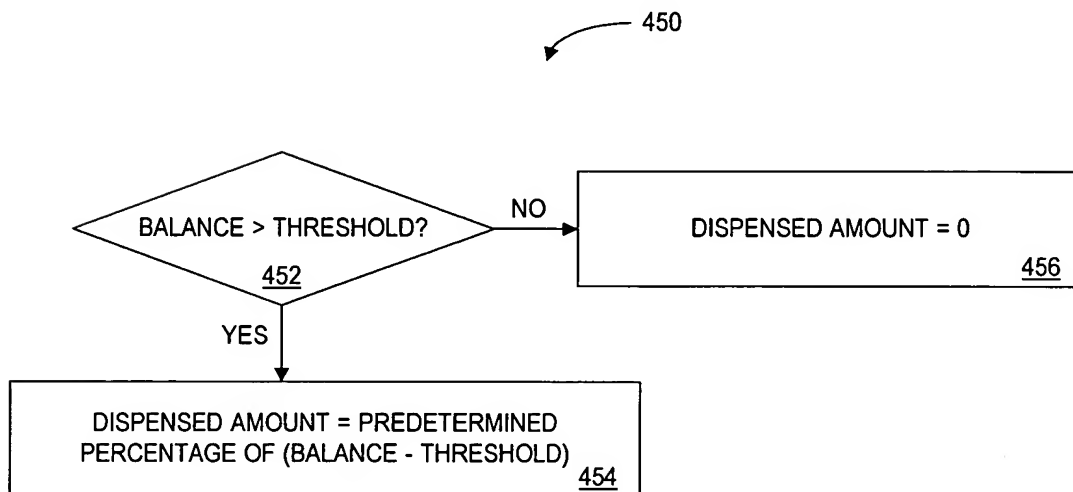 450
BALANCE > THRESHOLD?
452
NO
DISPENSED AMOUNT = 0
456
YES
DISPENSED AMOUNT = PREDETERMINED
PERCENTAGE OF (BALANCE - THRESHOLD)
454